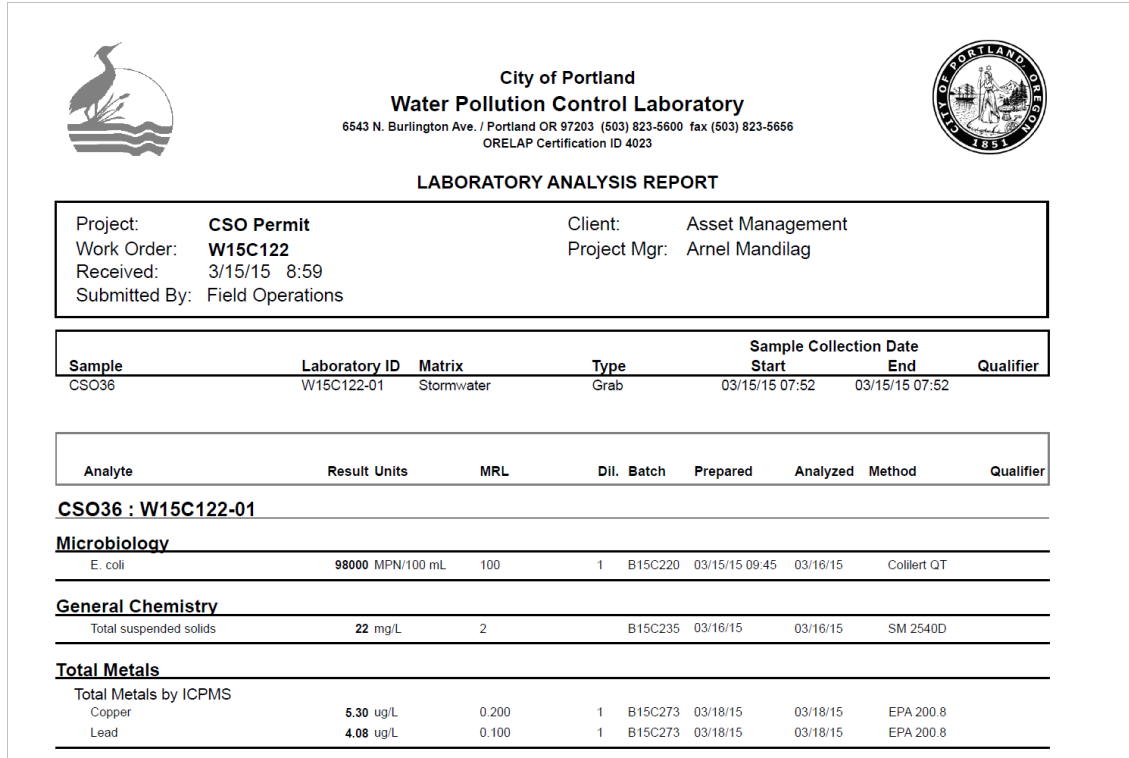 City of Portland
Water Pollution Control Laboratory
6543 N. Burlington Ave. / Portland OR 97203 (503) 823-5600 fax (503) 823-5656
ORELAP Certification ID 4023
CITY OF PORTLAND, OREGON
1851
LABORATORY ANALYSIS REPORT
Project: CSO Permit Client: Asset Management
Work Order: W15C122 Project Mgr: Arnel Mandilag
Received: 3/15/15 8:59
Submitted By: Field Operations
Sample Collection Date
Sample Laboratory ID Matrix Type Start End Qualifier
CSO36 W15C122-01 Stormwater Grab 03/15/15 07:52 03/15/15 07:52
Analyte Result Units MRL Dil. Batch Prepared Analyzed Method Qualifier
CSO36 : W15C122-01
Microbiology
E. coli 98000 MPN/100 mL 100 1 B15C220 03/15/15 09:45 03/16/15 Colilert QT
General Chemistry
Total suspended solids 22 mg/L 2 B15C235 03/16/15 03/16/15 SM 2540D
Total Metals
Total Metals by ICPMS
Copper 5.30 ug/L 0.200 1 B15C273 03/18/15 03/18/15 EPA 200.8
Lead 4.08 ug/L 0.100 1 B15C273 03/18/15 03/18/15 EPA 200.8